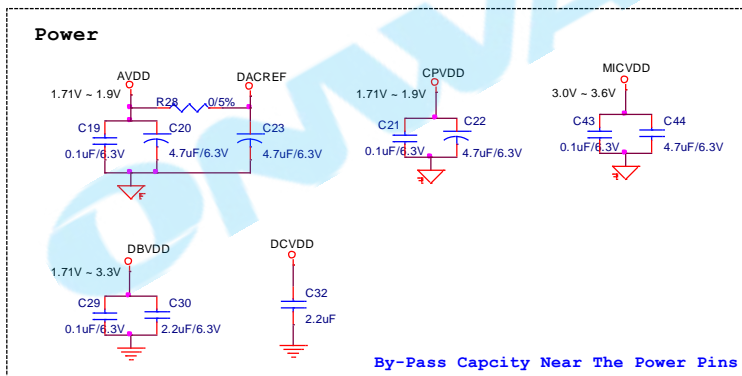 Power
AVDD
DACREF
1.71V ~ 1.9V
R28
0/5%
C19
C20
C23
0.1uF/6.3V
4.7uF/6.3V
4.7uF/6.3V
CPVDD
1.71V ~ 1.9V
C21
C22
0.1uF/6.3V
4.7uF/6.3V
MICVDD
3.0V ~ 3.6V
C43
C44
0.1uF/6.3V
4.7uF/6.3V
DBVDD
1.71V ~ 3.3V
C29
C30
0.1uF/6.3V
2.2uF/6.3V
DCVDD
C32
2.2uF
By-Pass Capcity Near The Power Pins